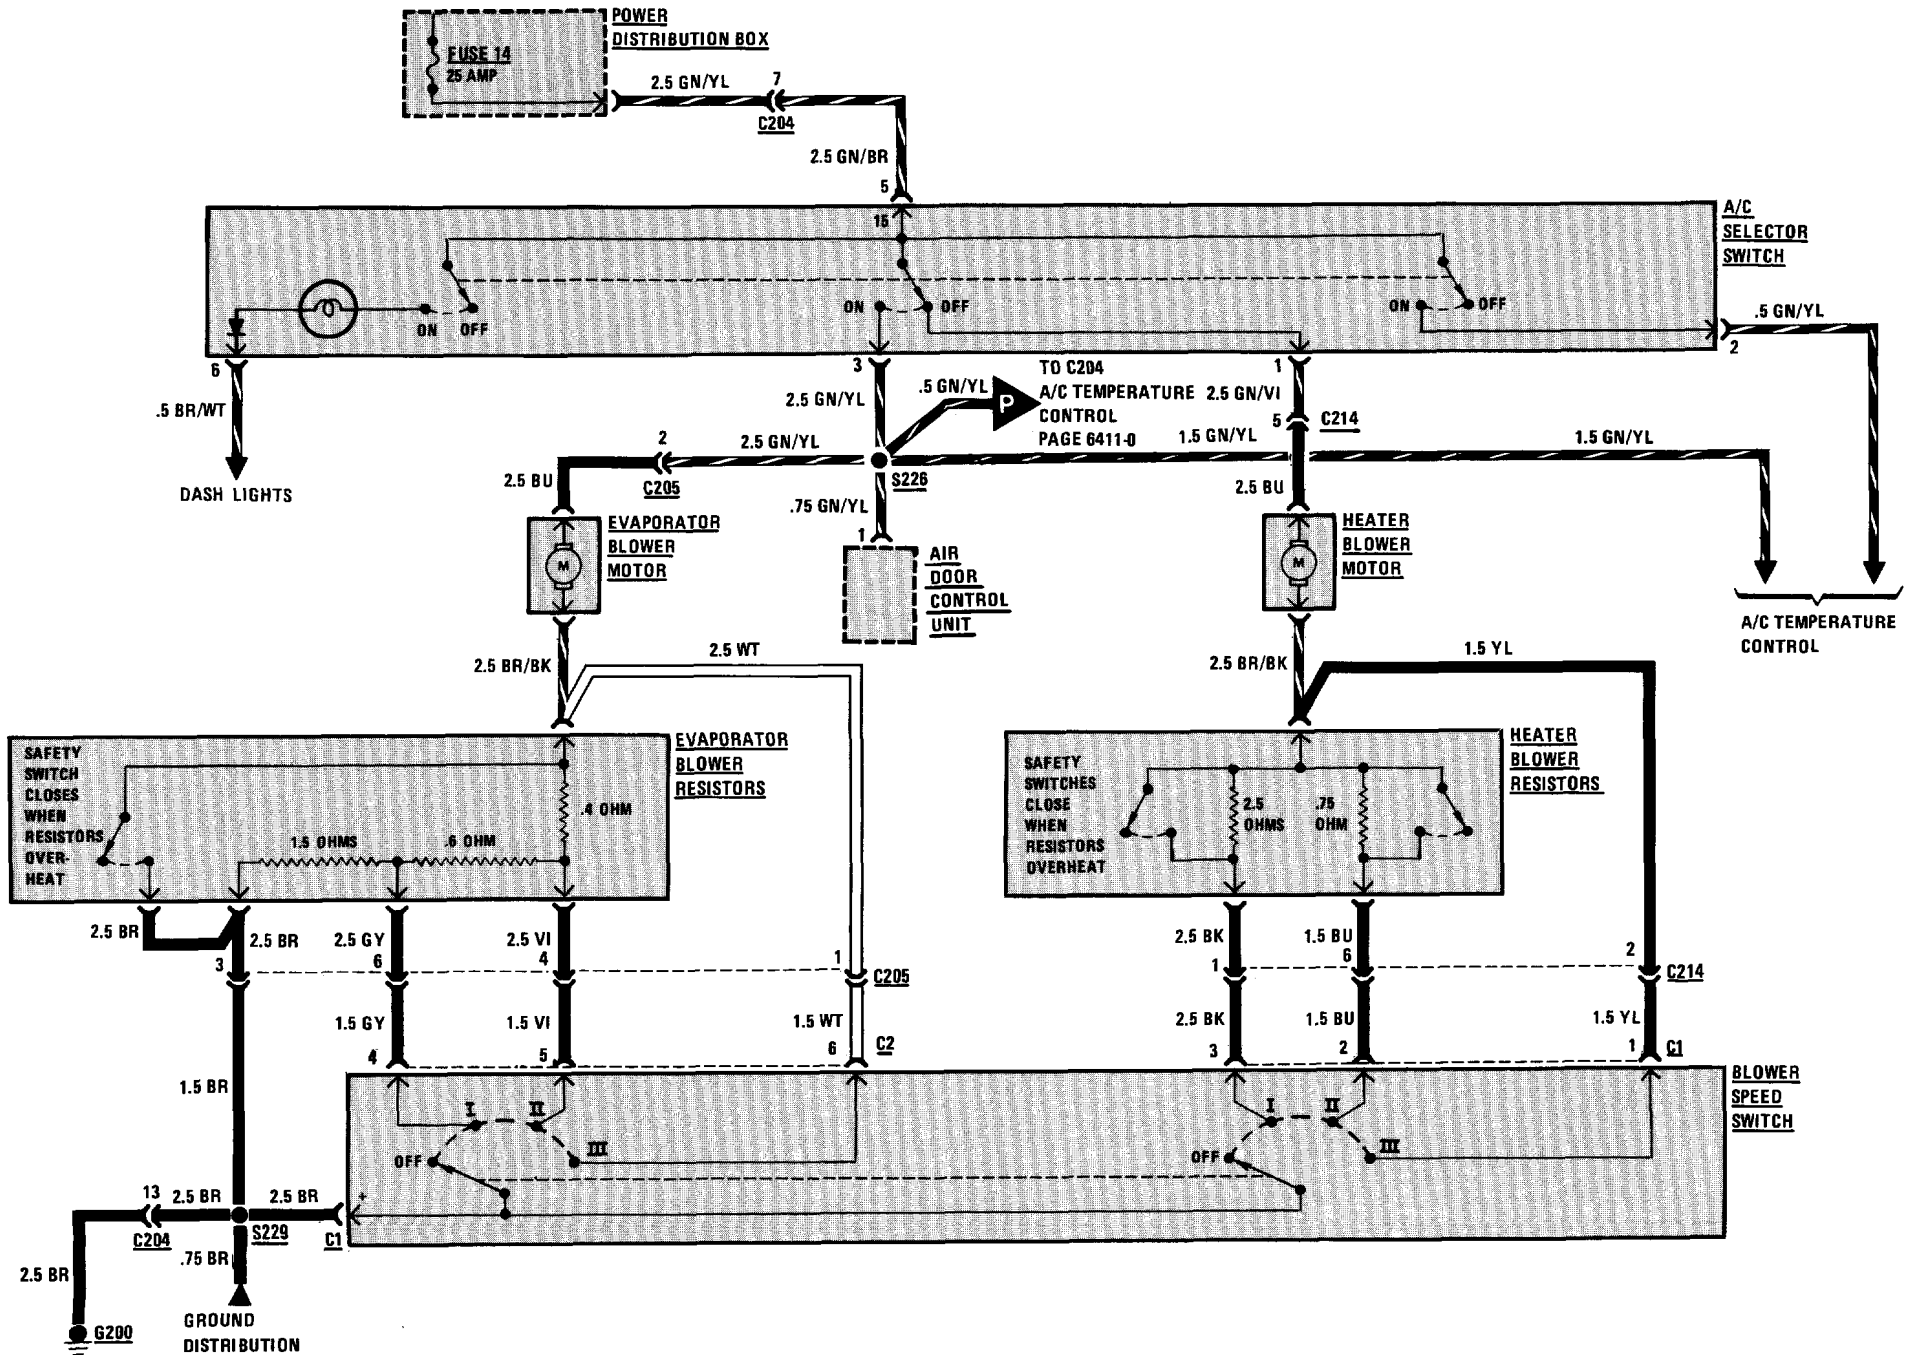 POWER
DISTRIBUTION BOX
FUSE 14
25 AMP
2.5 GN/YL
7
C204
2.5 GN/BR
5
15
A/C
SELECTOR
SWITCH
ON
OFF
ON
OFF
ON
OFF
.5 GN/YL
2
6
.5 BR/WT
DASH LIGHTS
3
2.5 GN/YL
.5 GN/YL
P
TO C204
A/C TEMPERATURE
CONTROL
PAGE 6411-0
1
2.5 GN/VI
5
C214
2
2.5 GN/YL
1.5 GN/YL
1.5 GN/YL
2.5 BU
C205
S226
.75 GN/YL
2.5 BU
1
EVAPORATOR
BLOWER
MOTOR
M
AIR
DOOR
CONTROL
UNIT
HEATER
BLOWER
MOTOR
M
A/C TEMPERATURE
CONTROL
2.5 BR/BK
2.5 WT
2.5 BR/BK
1.5 YL
SAFETY
SWITCH
CLOSES
WHEN
RESISTORS
OVER-
HEAT
1.5 OHMS
.6 OHM
.4 OHM
EVAPORATOR
BLOWER
RESISTORS
SAFETY
SWITCHES
CLOSE
WHEN
RESISTORS
OVERHEAT
2.5
OHMS
.75
OHM
HEATER
BLOWER
RESISTORS
2.5 BR
2.5 BR
3
2.5 GY
6
2.5 VI
4
1
C205
2.5 BK
1
1.5 BU
6
2
C214
1.5 GY
4
1.5 VI
5
1.5 WT
6
C2
2.5 BK
3
1.5 BU
2
1.5 YL
1
C1
1.5 BR
BLOWER
SPEED
SWITCH
I
II
III
OFF
I
II
III
OFF
+
13
2.5 BR
2.5 BR
C204
S229
C1
.75 BR
2.5 BR
G200
GROUND
DISTRIBUTION